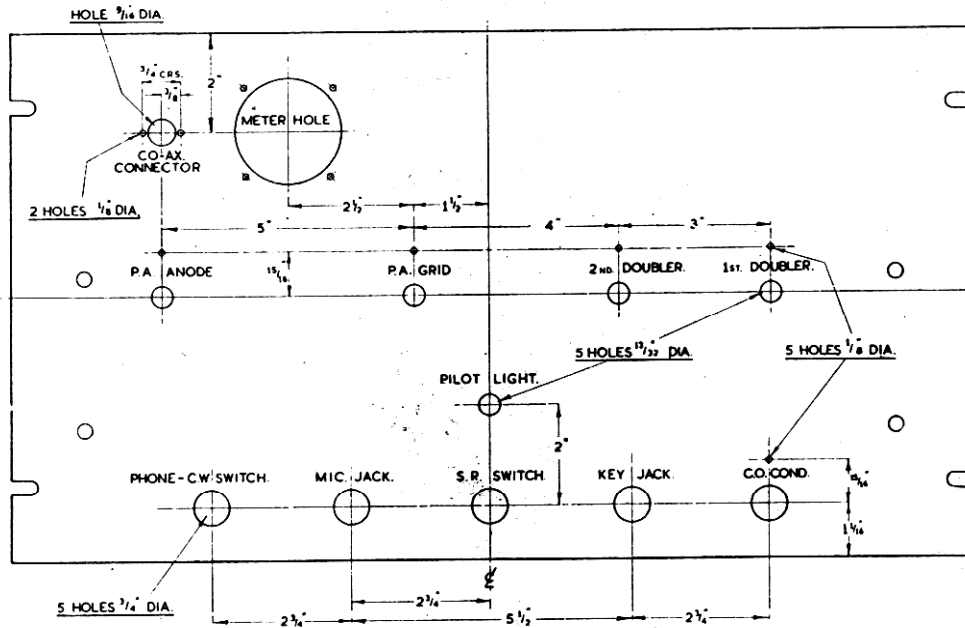 HOLE 9/16" DIA.
3/4" CRS.
3/8"
2"
METER HOLE
CO-AX.
CONNECTOR
2 HOLES 1/8" DIA,
2 1/2"
1 1/2"
5"
4"
3"
P.A. ANODE
15/16"
P.A. GRID
2ND. DOUBLER.
1ST. DOUBLER.
5 HOLES 13/32" DIA.
5 HOLES 1/8" DIA.
PILOT LIGHT.
2"
PHONE-CW SWITCH.
MIC. JACK.
S.R. SWITCH.
KEY JACK.
C.O. COND.
15/16"
1 1/16"
5 HOLES 3/4" DIA.
2 3/4"
2 3/4"
5 1/2"